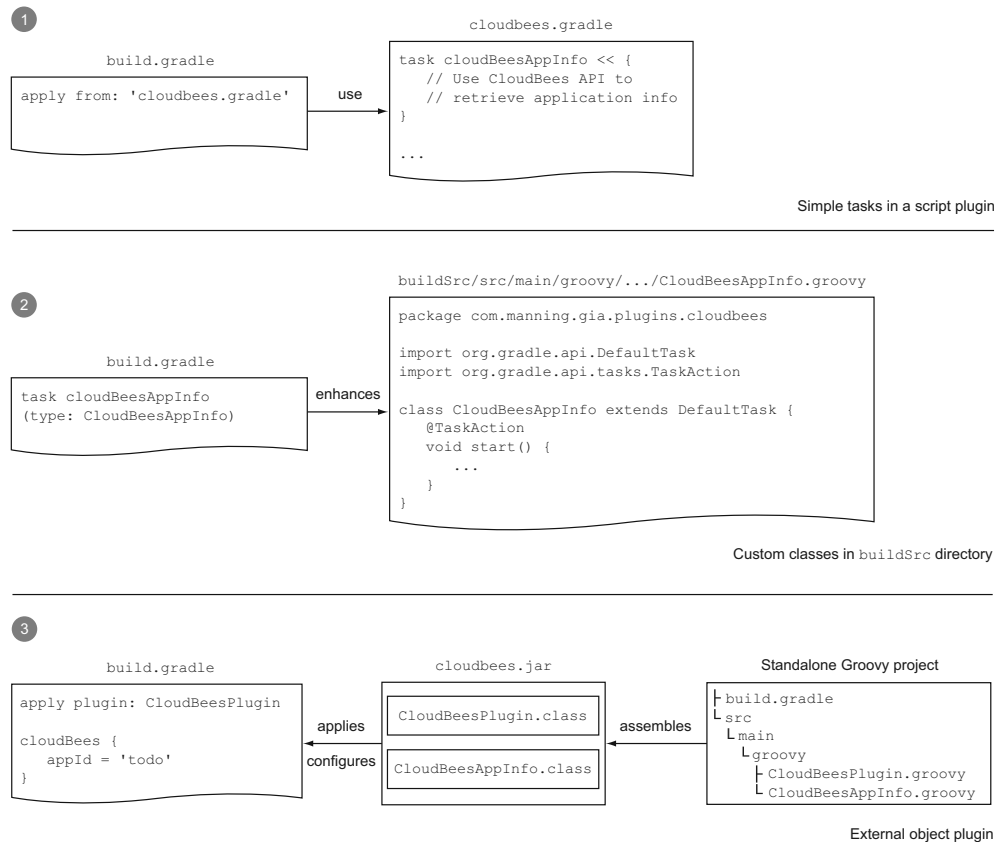 1
build.gradle
apply from: 'cloudbees.gradle'
use
cloudbees.gradle
task cloudBeesAppInfo << {
   // Use CloudBees API to
   // retrieve application info
}
...
Simple tasks in a script plugin
2
build.gradle
task cloudBeesAppInfo
(type: CloudBeesAppInfo)
enhances
buildSrc/src/main/groovy/.../CloudBeesAppInfo.groovy
package com.manning.gia.plugins.cloudbees
import org.gradle.api.DefaultTask
import org.gradle.api.tasks.TaskAction
class CloudBeesAppInfo extends DefaultTask {
   @TaskAction
   void start() {
      ...
   }
}
Custom classes in buildSrc directory
3
build.gradle
apply plugin: CloudBeesPlugin
cloudBees {
   appId = 'todo'
}
applies
configures
cloudbees.jar
CloudBeesPlugin.class
CloudBeesAppInfo.class
assembles
Standalone Groovy project
build.gradle
src
main
groovy
CloudBeesPlugin.groovy
CloudBeesAppInfo.groovy
External object plugin